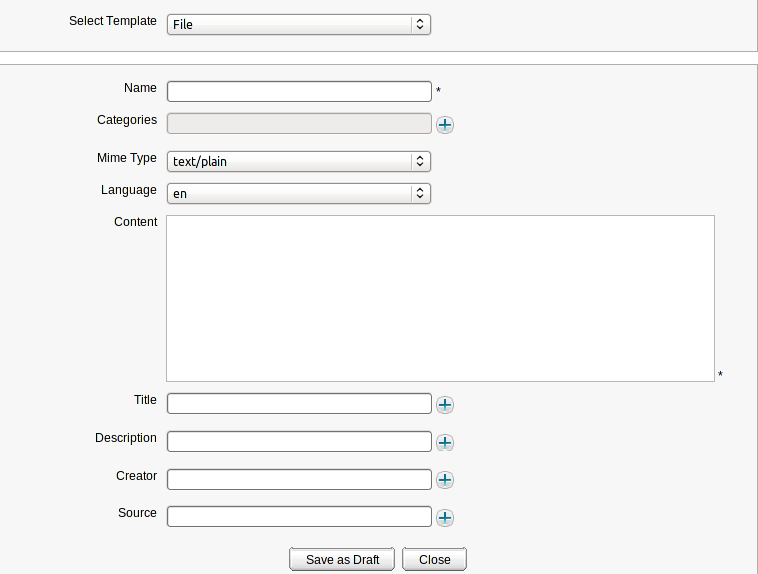 Select Template File
Name *
Categories
Mime Type text/plain
Language en
Content
*
Title
Description
Creator
Source
Save as Draft Close